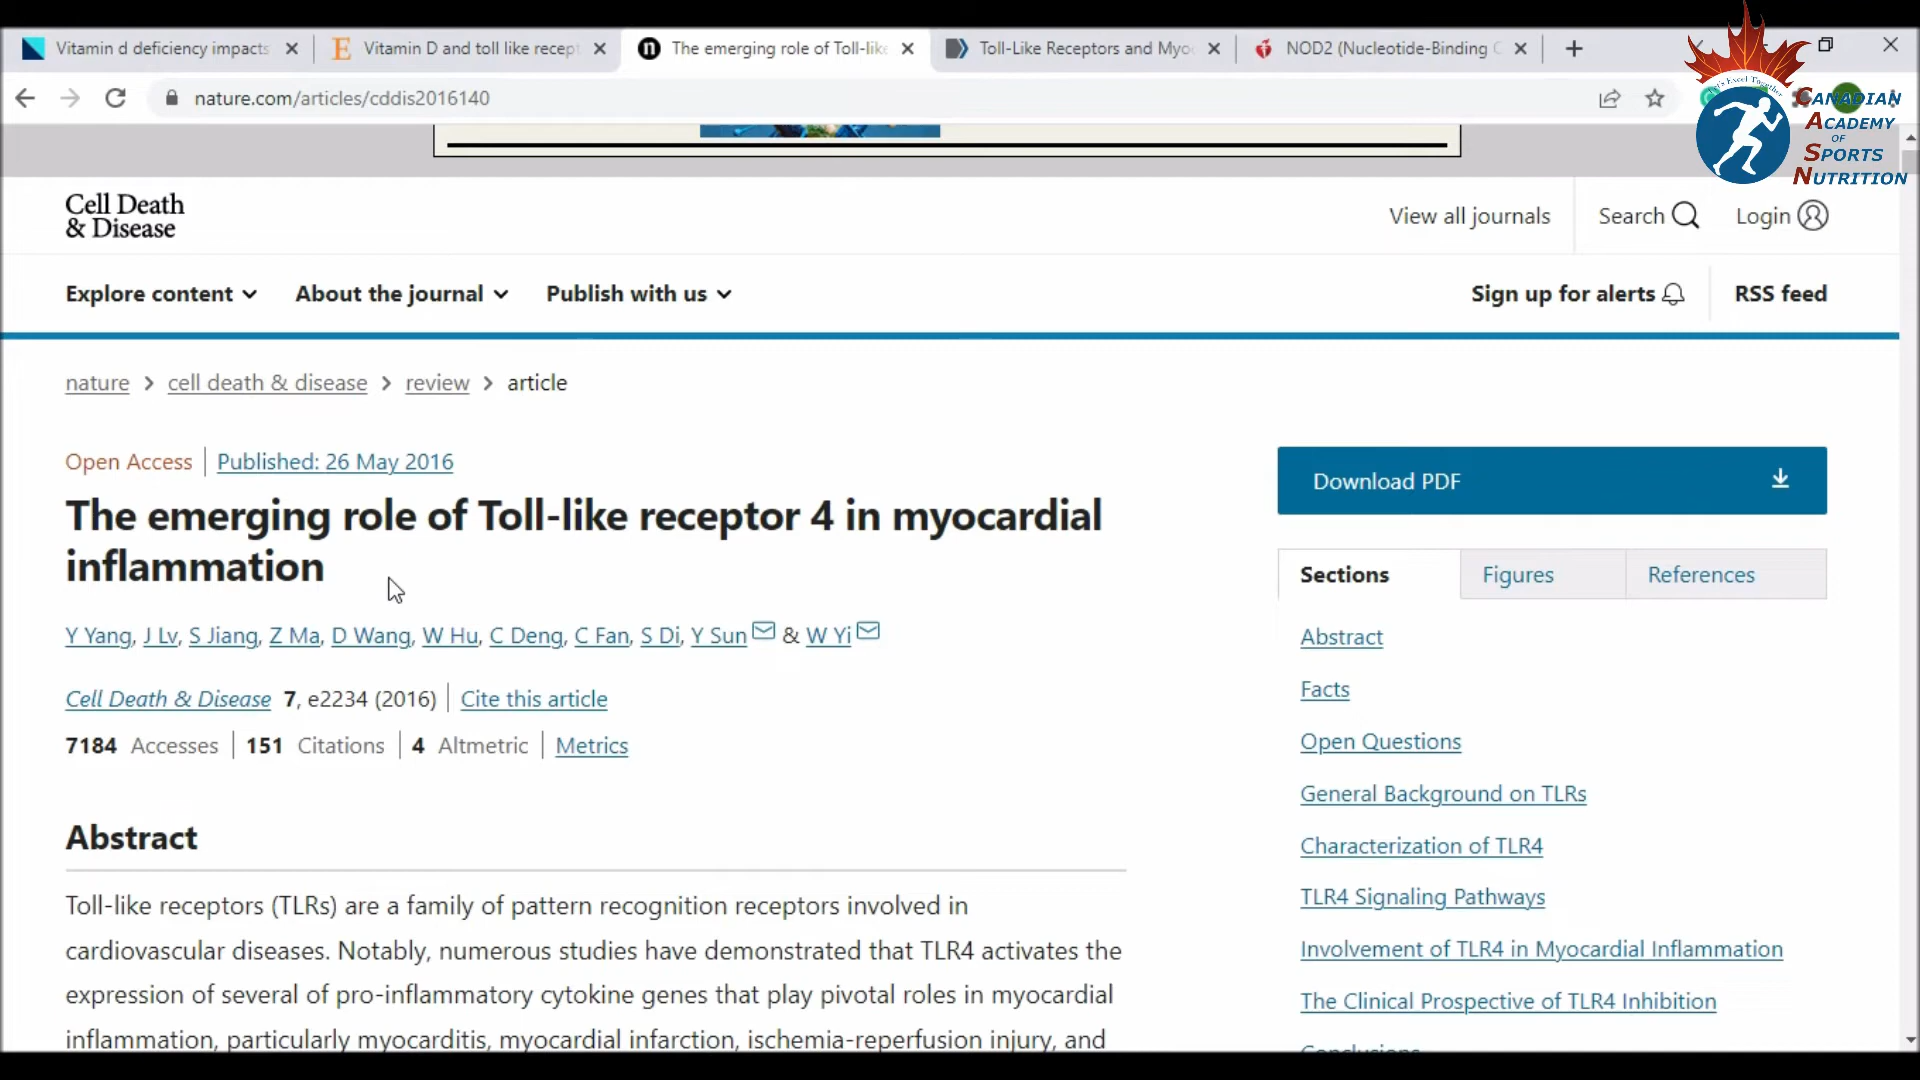 Vitamin d deficiency impacts
Vitamin D and toll like recept
The emerging role of Toll-like
Toll-Like Receptors and Myo
NOD2 (Nucleotide-Binding
nature.com/articles/cddis2016140
Let's Excel Together
CANADIAN
ACADEMY
OF
SPORTS
NUTRITION
Cell Death
& Disease
View all journals
Search
Login
Explore content
About the journal
Publish with us
Sign up for alerts
RSS feed
nature > cell death & disease > review > article
Open Access
Published: 26 May 2016
The emerging role of Toll-like receptor 4 in myocardial
inflammation
Y Yang, J Lv, S Jiang, Z Ma, D Wang, W Hu, C Deng, C Fan, S Di, Y Sun & W Yi
Cell Death & Disease 7, e2234 (2016) | Cite this article
7184 Accesses | 151 Citations | 4 Altmetric | Metrics
Abstract
Toll-like receptors (TLRs) are a family of pattern recognition receptors involved in
cardiovascular diseases. Notably, numerous studies have demonstrated that TLR4 activates the
expression of several of pro-inflammatory cytokine genes that play pivotal roles in myocardial
inflammation, particularly myocarditis, myocardial infarction, ischemia-reperfusion injury, and
Download PDF
Sections
Figures
References
Abstract
Facts
Open Questions
General Background on TLRs
Characterization of TLR4
TLR4 Signaling Pathways
Involvement of TLR4 in Myocardial Inflammation
The Clinical Prospective of TLR4 Inhibition
Conclusions